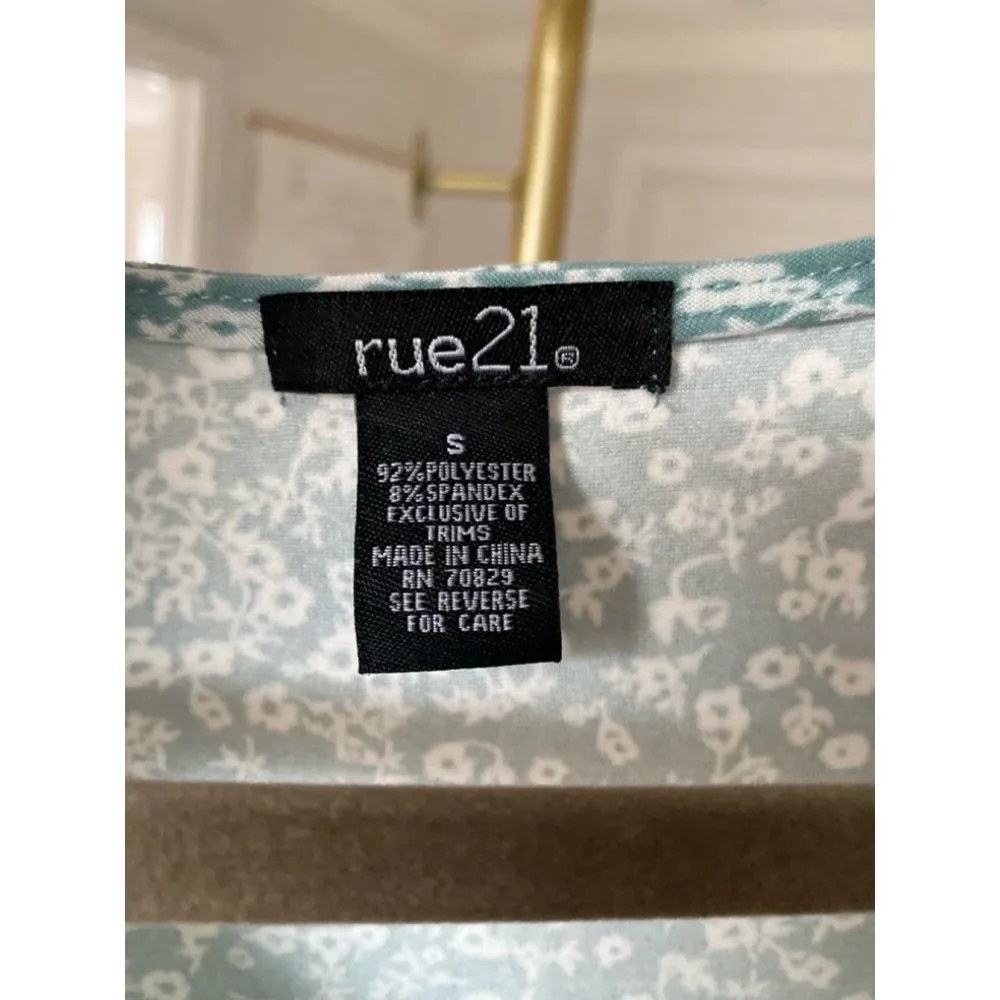 rue21®
S
92%POLYESTER
8%SPANDEX
EXCLUSIVE OF
TRIMS
MADE IN CHINA
RN 70829
SEE REVERSE
FOR CARE